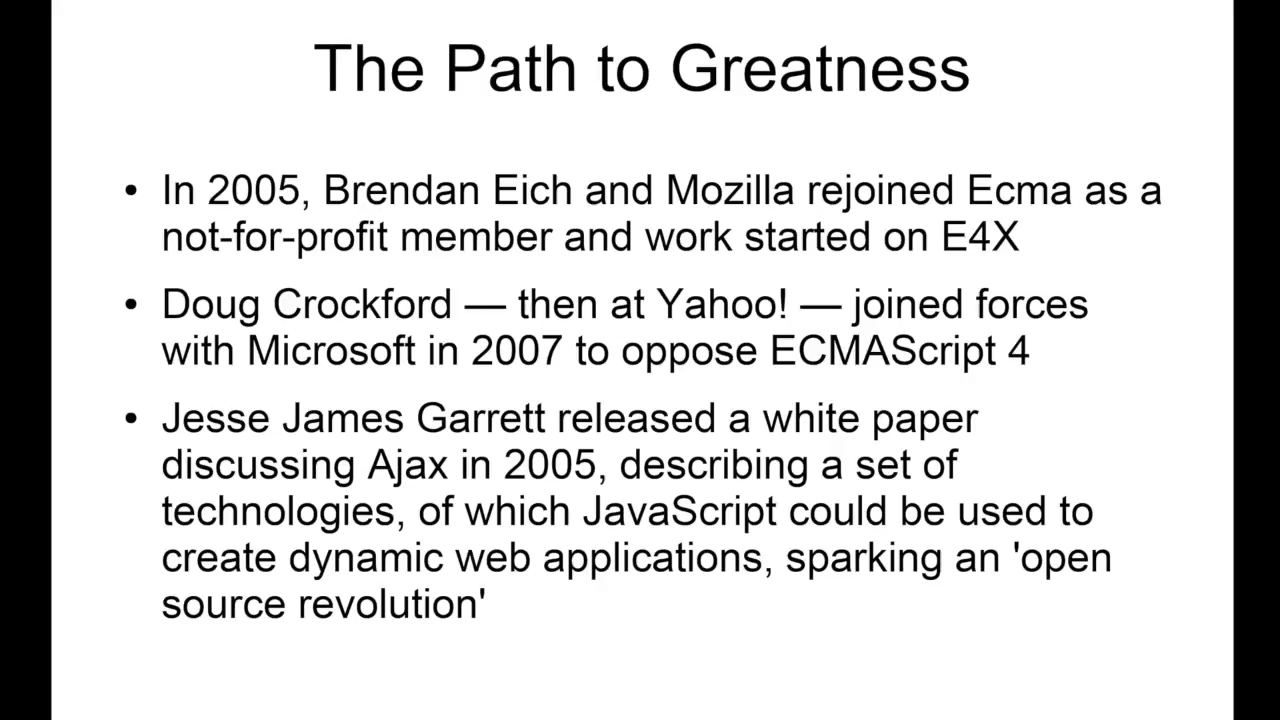 The Path to Greatness
• In 2005, Brendan Eich and Mozilla rejoined Ecma as a
not-for-profit member and work started on E4X
• Doug Crockford — then at Yahoo! — joined forces
with Microsoft in 2007 to oppose ECMAScript 4
• Jesse James Garrett released a white paper
discussing Ajax in 2005, describing a set of
technologies, of which JavaScript could be used to
create dynamic web applications, sparking an 'open
source revolution'